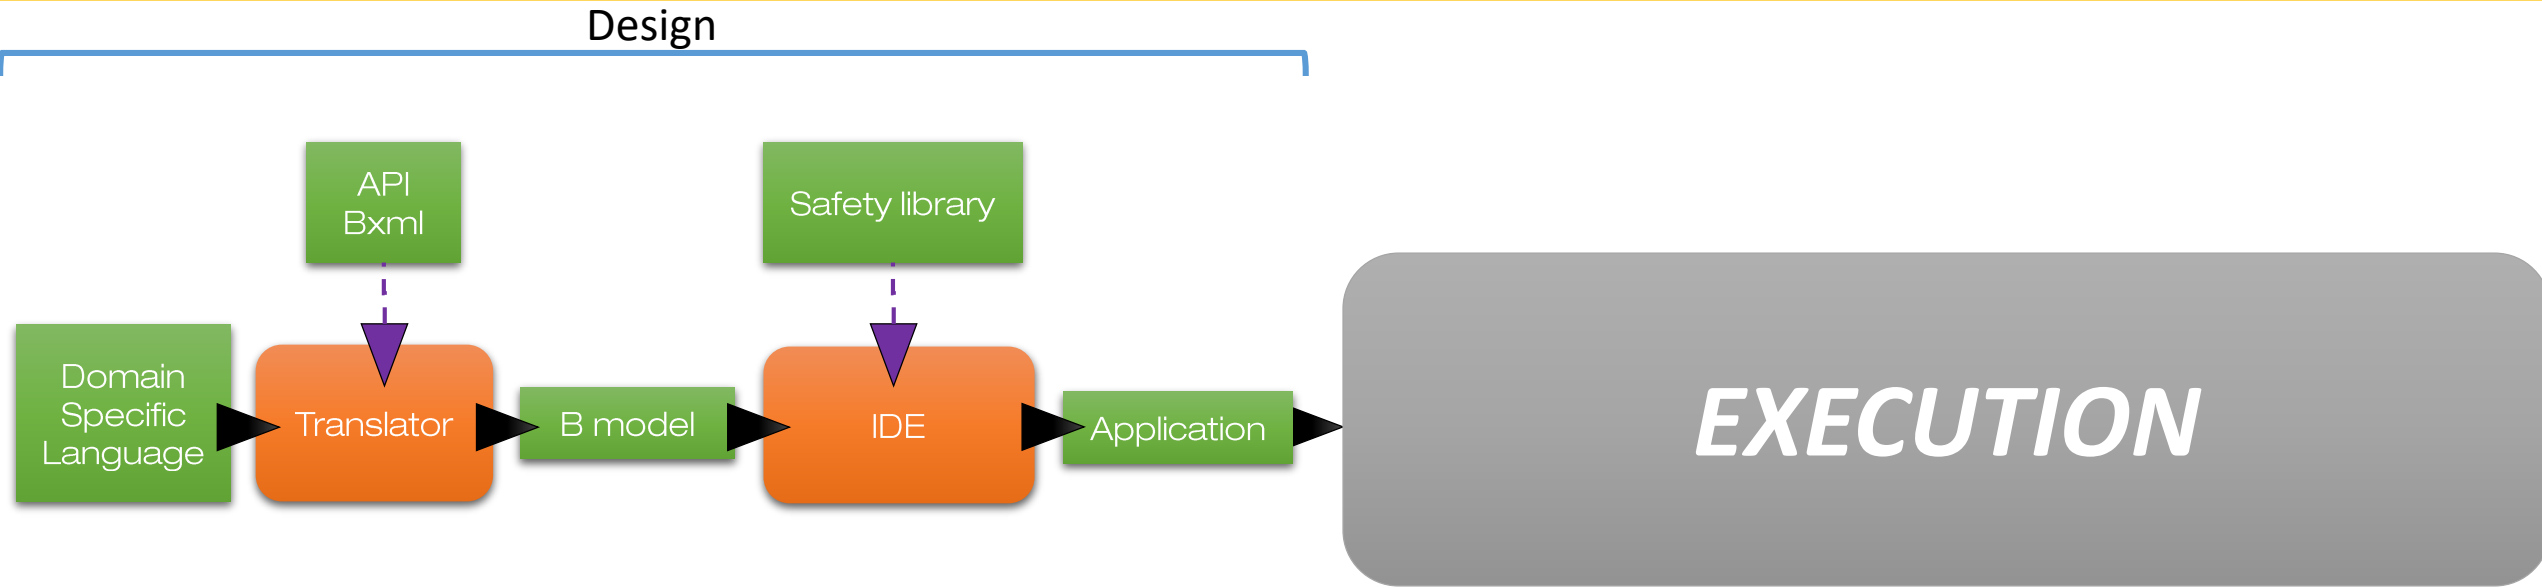 Design
API
Bxml
Safety library
Domain
Specific
Language
Translator
B model
IDE
Application
EXECUTION